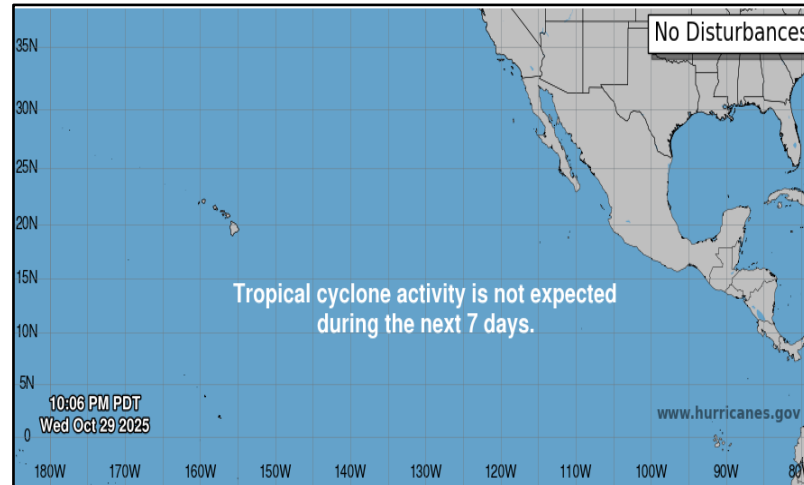 No Disturbances
35N
30N
25N
20N
15N
Tropical cyclone activity is not expected
during the next 7 days.
10N
5N
10:06 PM PDT
Wed Oct 29 2025
www.hurricanes.gov
0
180W 170W 160W 150W 140W 130W 120W 110W 100W 90W 80W